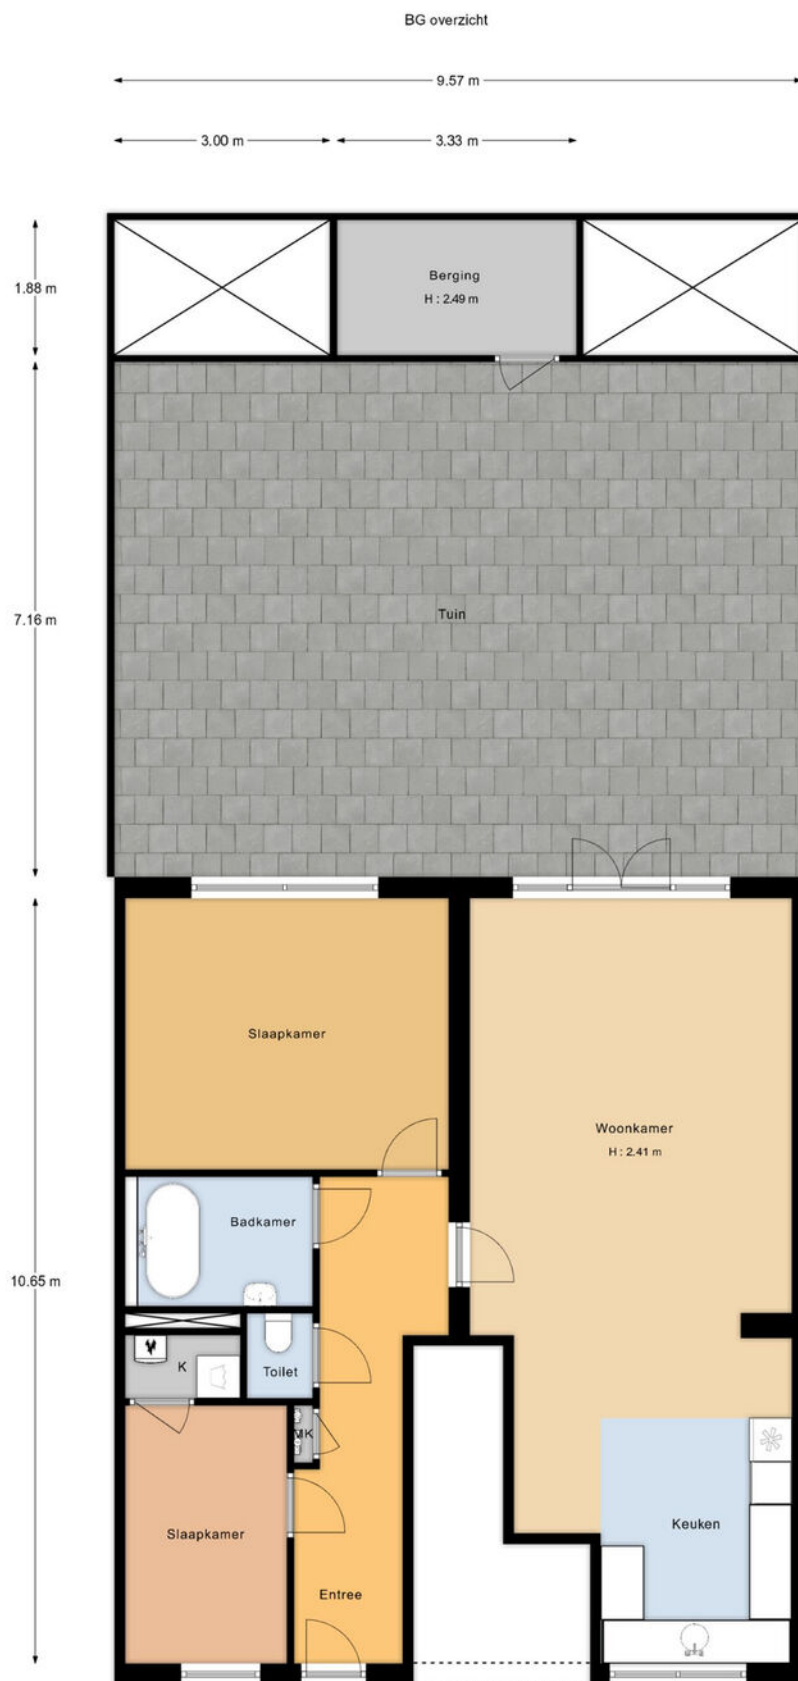 BG overzicht
9.57 m
3.00 m
3.33 m
1.88 m
Berging
H : 2.49 m
7.16 m
Tuin
Slaapkamer
Woonkamer
H : 2.41 m
Badkamer
10.65 m
K
Toilet
MK
Slaapkamer
Keuken
Entree